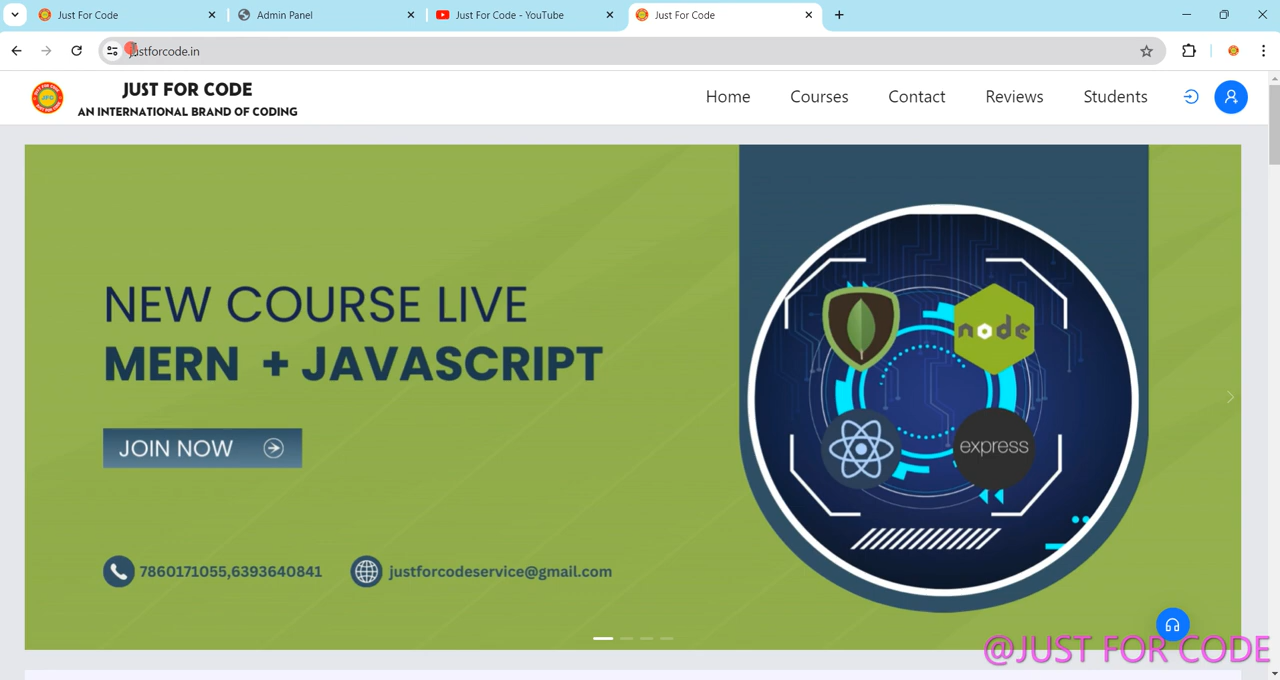 Just For Code
Admin Panel
Just For Code - YouTube
Just For Code
justforcode.in
JFC
JUST FOR CODE
AN INTERNATIONAL BRAND OF CODING
Home
Courses
Contact
Reviews
Students
NEW COURSE LIVE
MERN + JAVASCRIPT
JOIN NOW
7860171055,6393640841
justforcodeservice@gmail.com
node
express
@JUST FOR CODE